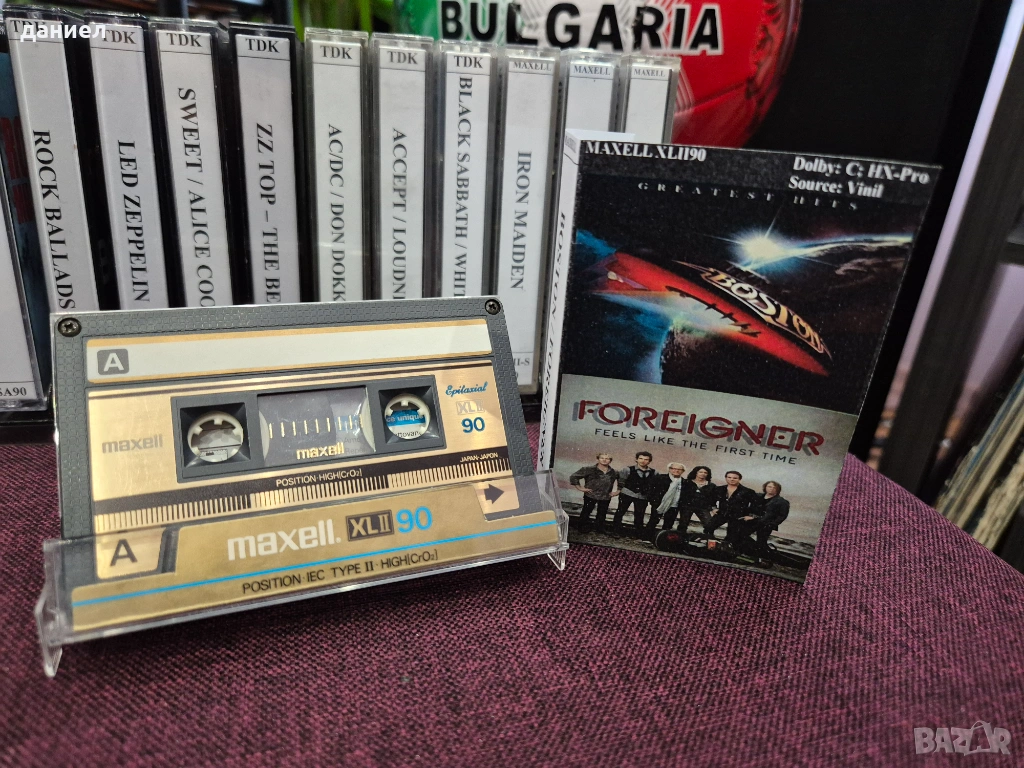 даниел
BULGARIA
TDK
ROCK BALLADS
TDK
LED ZEPPELIN
TDK
SWEET / ALICE COO
TDK
ZZ TOP – THE BE
TDK
AC/DC / DON DOKK
TDK
ACCEPT / LOUDN
TDK
BLACK SABBATH / WHI
MAXELL
IRON MAIDEN
MAXELL
MAXELL
SA90
MAXELL XLII90
Dolby: C; HX-Pro
Source: Vinil
GREATEST HITS
BOSTON
FOREIGNER
FEELS LIKE THE FIRST TIME
A
Epitaxial
XLII
90
maxell
maxell
JAPAN·JAPON
POSITION·HIGH(CrO₂)
A
maxell. XLII 90
POSITION·IEC TYPE II·HIGH(CrO₂)
BAZAR